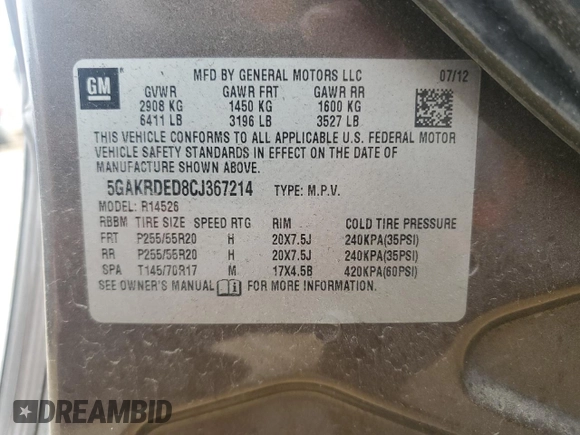 MFD BY GENERAL MOTORS LLC 07/12
GM
GVWR GAWR FRT GAWR RR
2908 KG 1450 KG 1600 KG
6411 LB 3196 LB 3527 LB
THIS VEHICLE CONFORMS TO ALL APPLICABLE U.S. FEDERAL MOTOR
VEHICLE SAFETY STANDARDS IN EFFECT ON THE DATE OF
MANUFACTURE SHOWN ABOVE.
5GAKRDED8CJ367214 TYPE: M.P.V.
MODEL: R14526
RBBM TIRE SIZE SPEED RTG RIM COLD TIRE PRESSURE
FRT P255/55R20 H 20X7.5J 240KPA(35PSI)
RR P255/55R20 H 20X7.5J 240KPA(35PSI)
SPA T145/70R17 M 17X4.5B 420KPA(60PSI)
SEE OWNER'S MANUAL FOR MORE INFORMATION.
DREAMBID